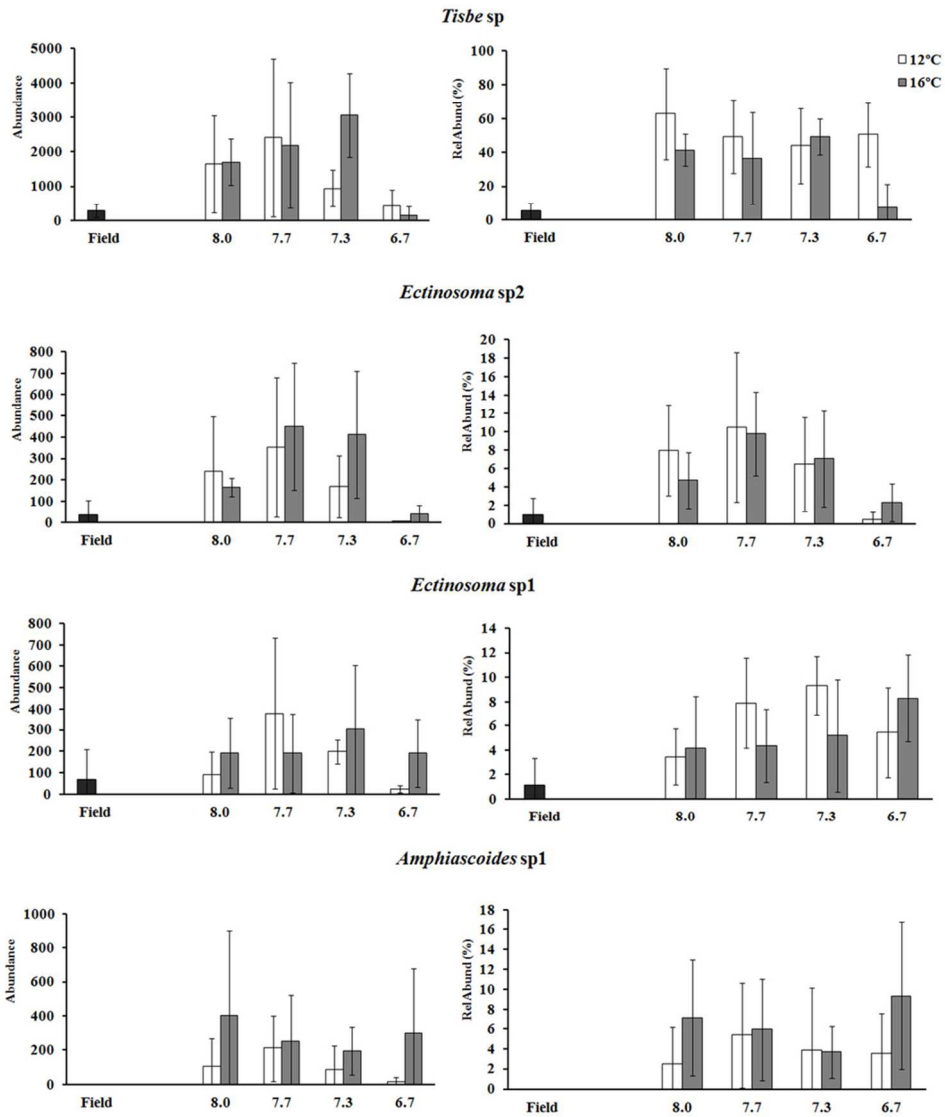 Tisbe sp
5000
4000
3000
2000
1000
0
Abundance
Field 8.0 7.7 7.3 6.7
100
80
60
40
20
0
RelAbund (%)
12°C
16°C
Field 8.0 7.7 7.3 6.7
Ectinosoma sp2
800
700
600
500
400
300
200
100
0
Abundance
Field 8.0 7.7 7.3 6.7
20
18
16
14
12
10
8
6
4
2
0
RelAbund (%)
Field 8.0 7.7 7.3 6.7
Ectinosoma sp1
800
700
600
500
400
300
200
100
0
Abundance
Field 8.0 7.7 7.3 6.7
14
12
10
8
6
4
2
0
RelAbund (%)
Field 8.0 7.7 7.3 6.7
Amphiascoides sp1
1000
800
600
400
200
0
Abundance
Field 8.0 7.7 7.3 6.7
18
16
14
12
10
8
6
4
2
0
RelAbund (%)
Field 8.0 7.7 7.3 6.7